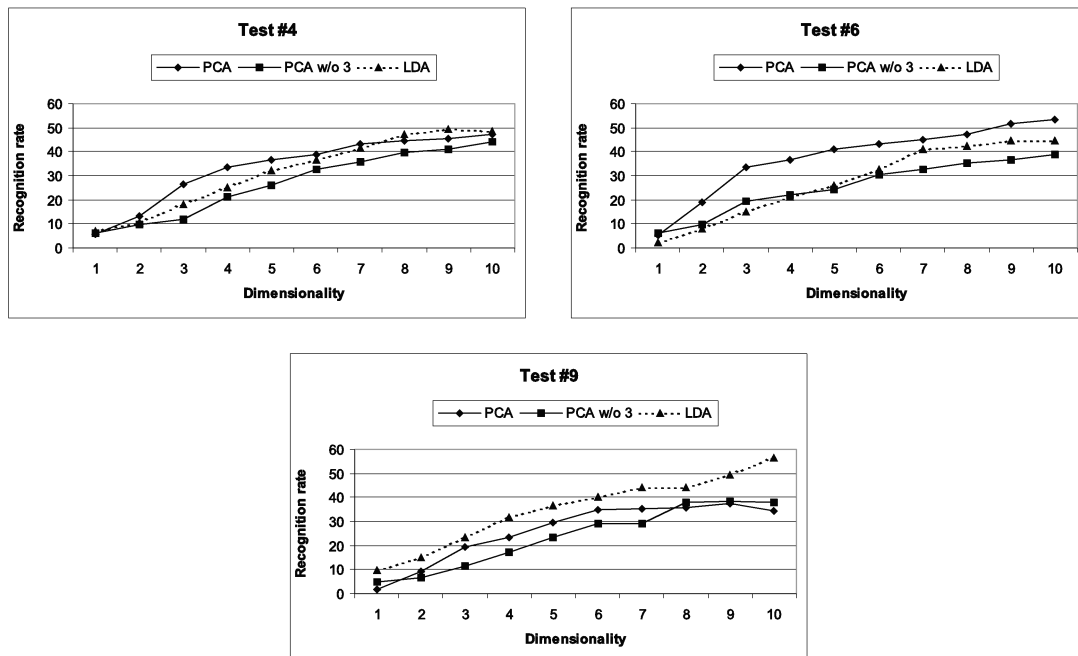 Test #4
PCA PCA w/o 3 LDA
Recognition rate
60
50
40
30
20
10
0
1 2 3 4 5 6 7 8 9 10
Dimensionality
Test #6
PCA PCA w/o 3 LDA
Recognition rate
60
50
40
30
20
10
0
1 2 3 4 5 6 7 8 9 10
Dimensionality
Test #9
PCA PCA w/o 3 LDA
Recognition rate
60
50
40
30
20
10
0
1 2 3 4 5 6 7 8 9 10
Dimensionality